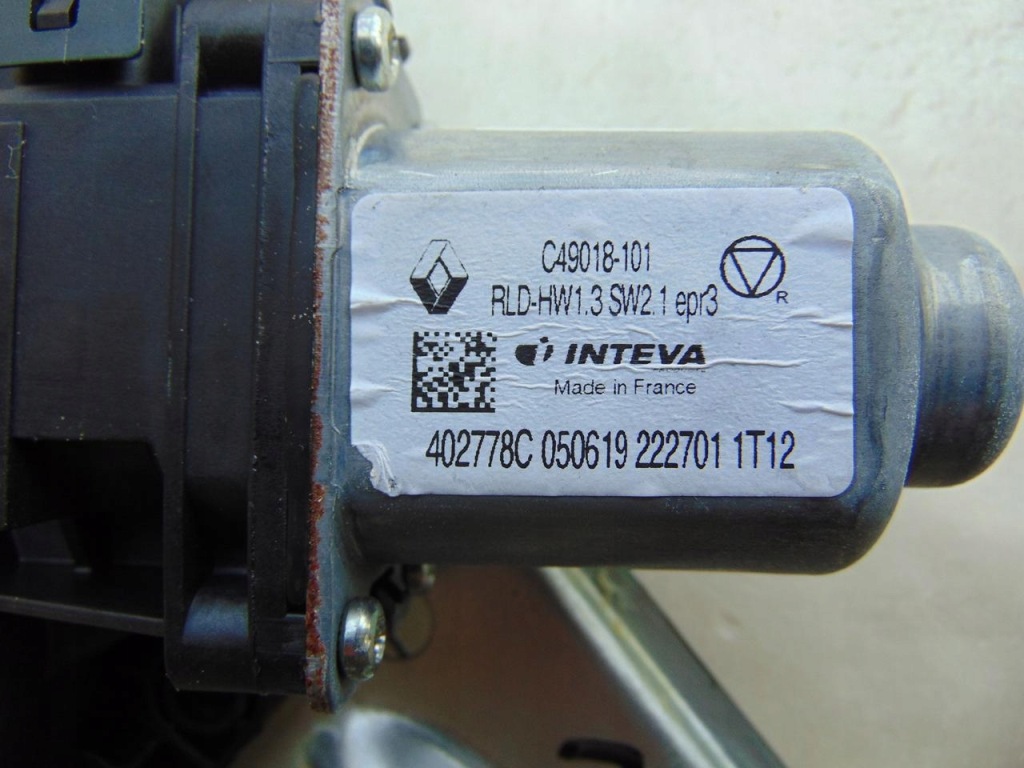 C49018-101
RLD-HW1.3 SW2.1 epr3
R
INTEVA
Made in France
402778C 050619 222701 1T12